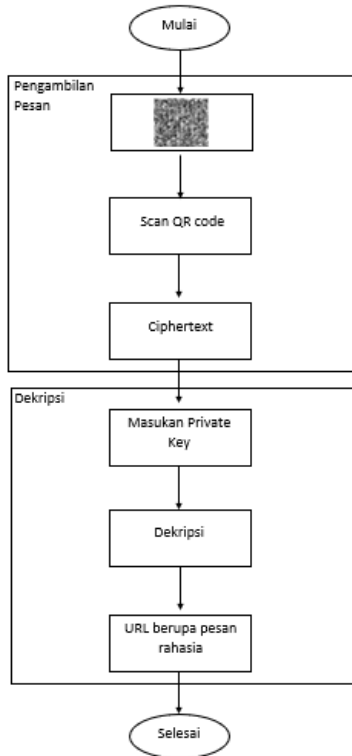 Mulai
Pengambilan
Pesan
Scan QR code
Ciphertext
Dekripsi
Masukan Private
Key
Dekripsi
URL berupa pesan
rahasia
Selesai